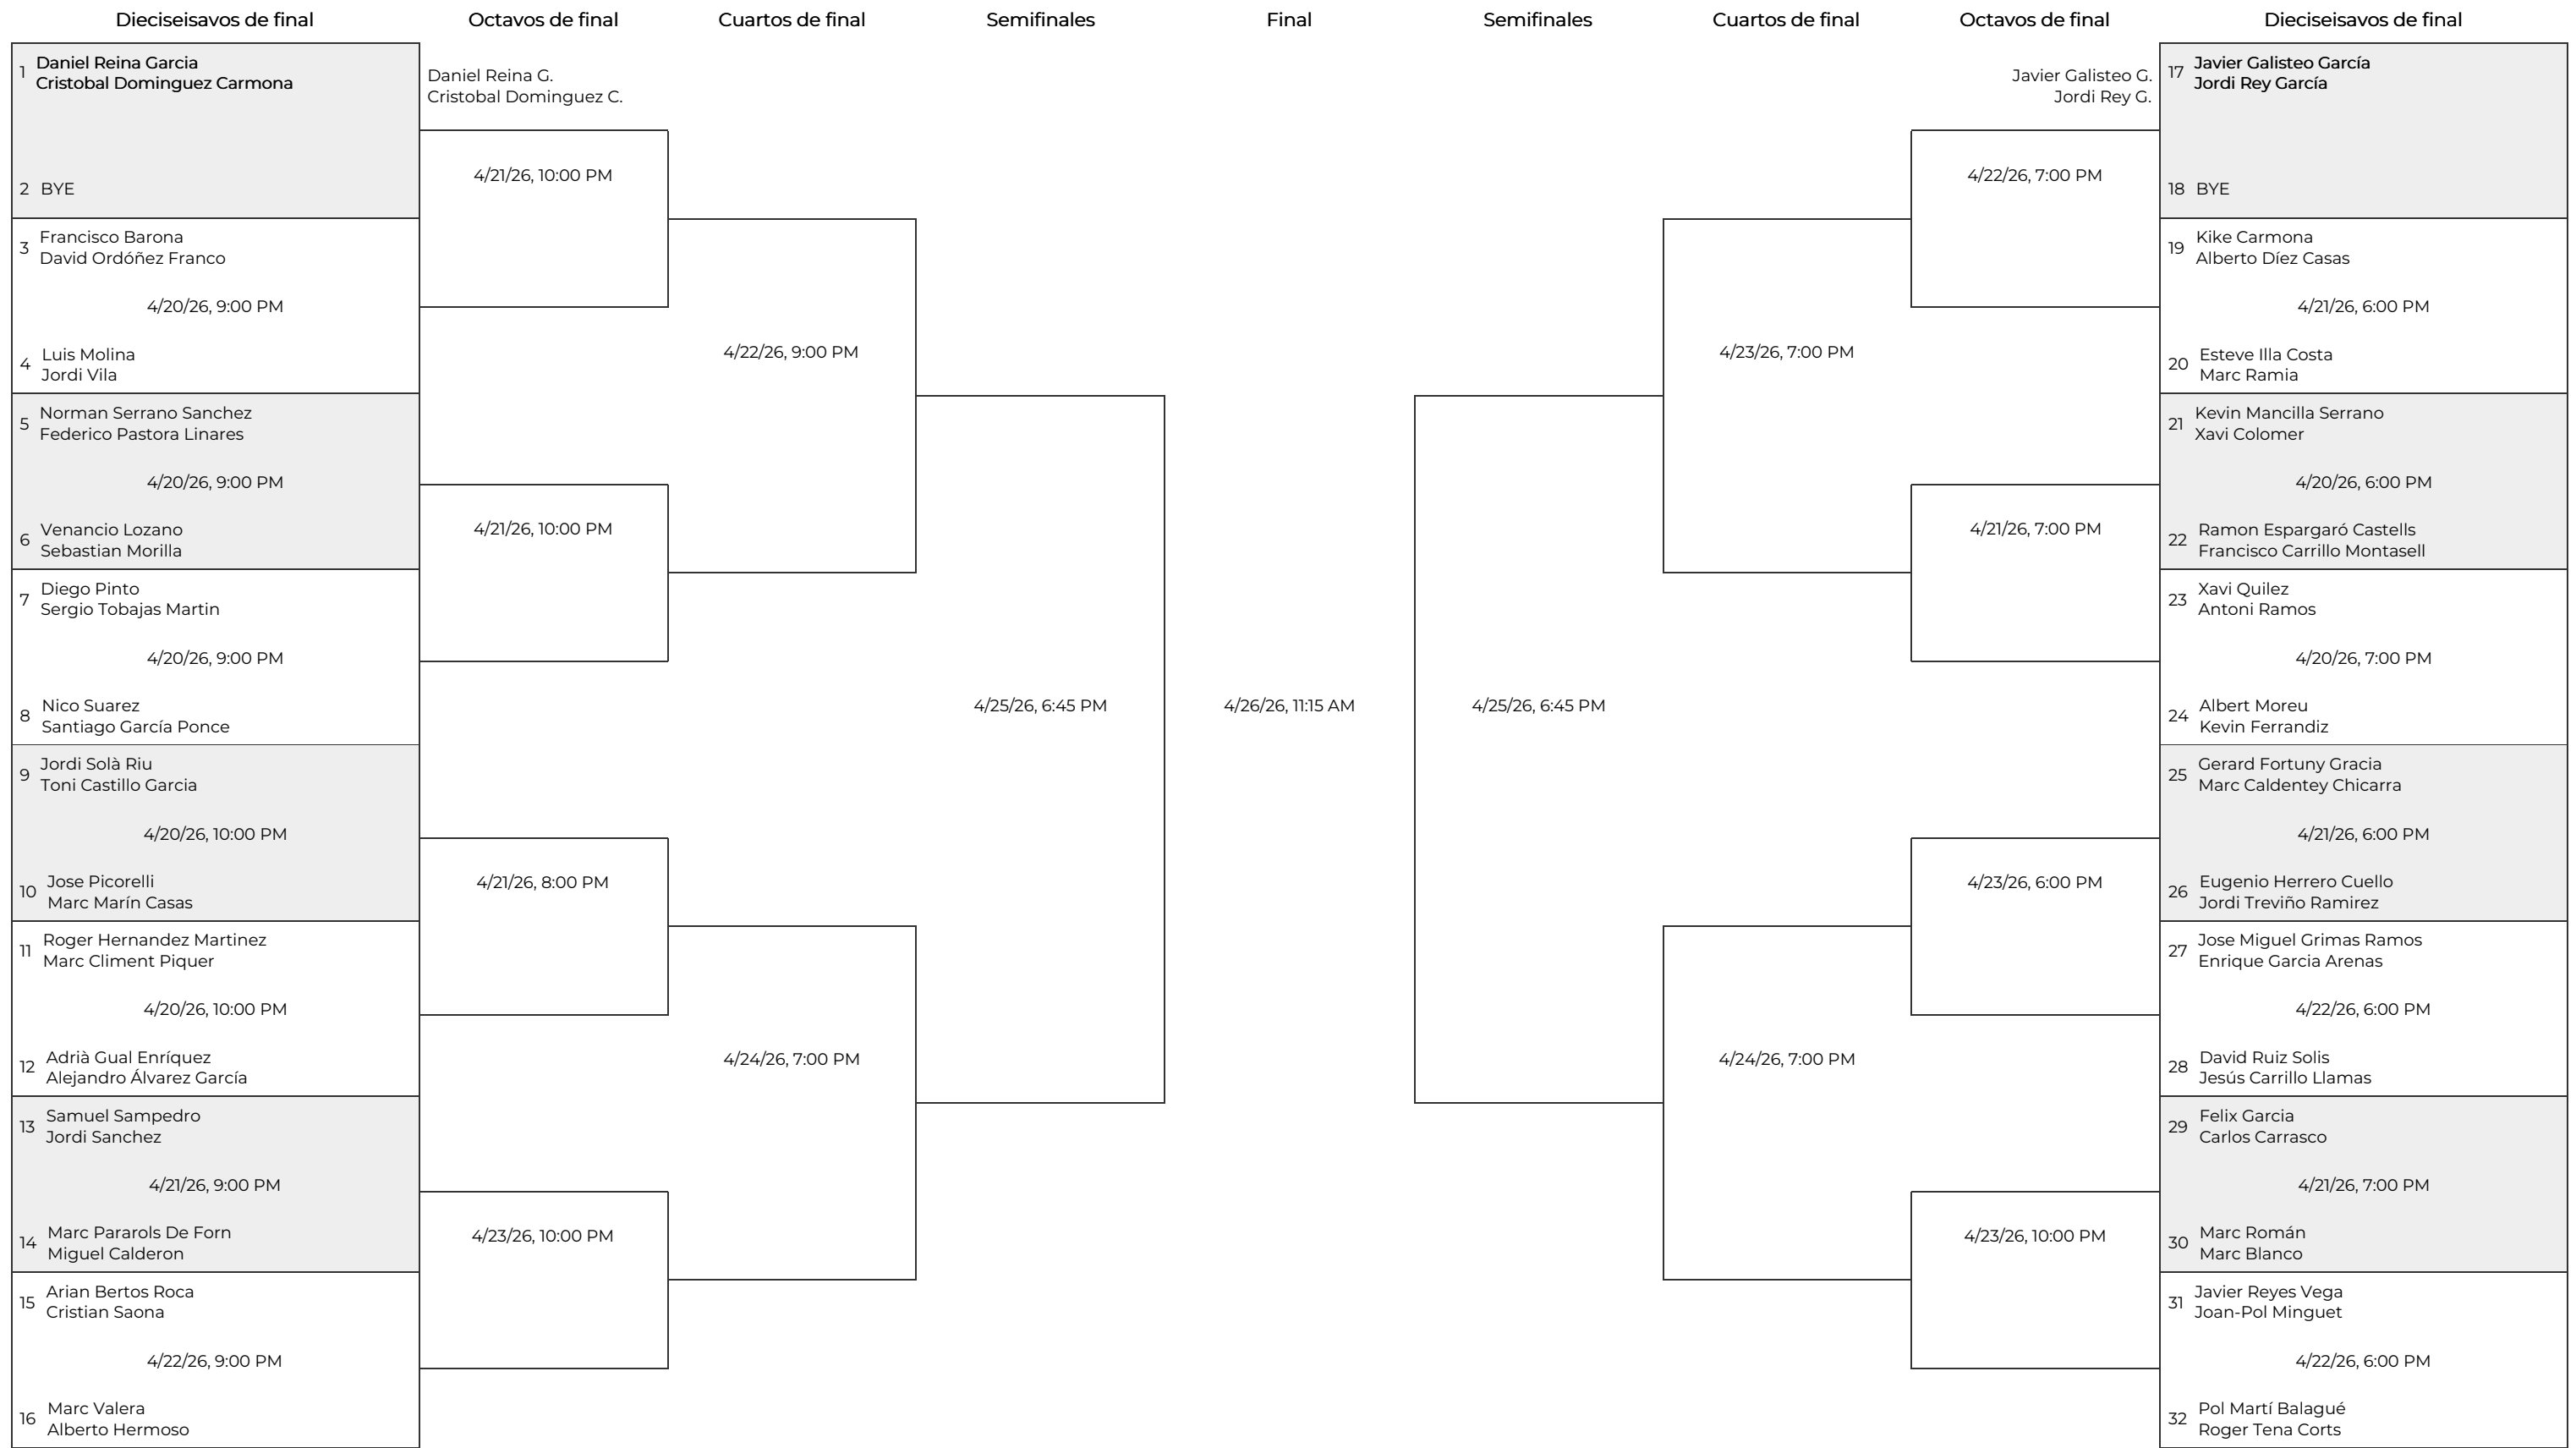 Dieciseisavos de final
Octavos de final
Cuartos de final
Semifinales
Final
Semifinales
Cuartos de final
Octavos de final
Dieciseisavos de final
1
Daniel Reina Garcia
Cristobal Dominguez Carmona
2 BYE
3
Francisco Barona
David Ordóñez Franco
4/20/26, 9:00 PM
4
Luis Molina
Jordi Vila
5
Norman Serrano Sanchez
Federico Pastora Linares
4/20/26, 9:00 PM
6
Venancio Lozano
Sebastian Morilla
7
Diego Pinto
Sergio Tobajas Martin
4/20/26, 9:00 PM
8
Nico Suarez
Santiago García Ponce
9
Jordi Solà Riu
Toni Castillo Garcia
4/20/26, 10:00 PM
10
Jose Picorelli
Marc Marín Casas
11
Roger Hernandez Martinez
Marc Climent Piquer
4/20/26, 10:00 PM
12
Adrià Gual Enríquez
Alejandro Álvarez García
13
Samuel Sampedro
Jordi Sanchez
4/21/26, 9:00 PM
14
Marc Pararols De Forn
Miguel Calderon
15
Arian Bertos Roca
Cristian Saona
4/22/26, 9:00 PM
16
Marc Valera
Alberto Hermoso
Daniel Reina G.
Cristobal Dominguez C.
4/21/26, 10:00 PM
4/21/26, 10:00 PM
4/21/26, 8:00 PM
4/23/26, 10:00 PM
4/22/26, 9:00 PM
4/24/26, 7:00 PM
4/25/26, 6:45 PM
4/26/26, 11:15 AM
4/25/26, 6:45 PM
4/23/26, 7:00 PM
4/24/26, 7:00 PM
Javier Galisteo G.
Jordi Rey G.
4/22/26, 7:00 PM
4/21/26, 7:00 PM
4/23/26, 6:00 PM
4/23/26, 10:00 PM
17
Javier Galisteo García
Jordi Rey García
18 BYE
19
Kike Carmona
Alberto Díez Casas
4/21/26, 6:00 PM
20
Esteve Illa Costa
Marc Ramia
21
Kevin Mancilla Serrano
Xavi Colomer
4/20/26, 6:00 PM
22
Ramon Espargaró Castells
Francisco Carrillo Montasell
23
Xavi Quilez
Antoni Ramos
4/20/26, 7:00 PM
24
Albert Moreu
Kevin Ferrandiz
25
Gerard Fortuny Gracia
Marc Caldentey Chicarra
4/21/26, 6:00 PM
26
Eugenio Herrero Cuello
Jordi Treviño Ramirez
27
Jose Miguel Grimas Ramos
Enrique Garcia Arenas
4/22/26, 6:00 PM
28
David Ruiz Solis
Jesús Carrillo Llamas
29
Felix Garcia
Carlos Carrasco
4/21/26, 7:00 PM
30
Marc Román
Marc Blanco
31
Javier Reyes Vega
Joan-Pol Minguet
4/22/26, 6:00 PM
32
Pol Martí Balagué
Roger Tena Corts